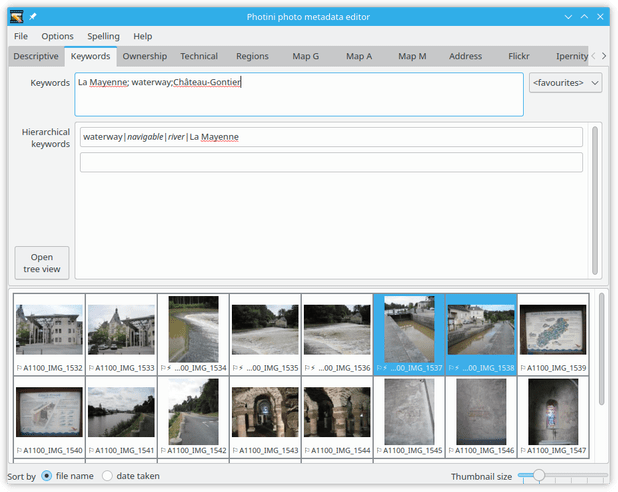 Photini photo metadata editor
File Options Spelling Help
Descriptive Keywords Ownership Technical Regions Map G Map A Map M Address Flickr Ipernity
Keywords La Mayenne; waterway;Château-Gontier <favourites>
Hierarchical waterway|navigable|river|La Mayenne
keywords
Open
tree view
A1100_IMG_1532 A1100_IMG_1533 ...00_IMG_1534 ...00_IMG_1535 ...00_IMG_1536 ...00_IMG_1537 ...00_IMG_1538 A1100_IMG_1539
A1100_IMG_1540 A1100_IMG_1541 A1100_IMG_1542 A1100_IMG_1543 A1100_IMG_1544 A1100_IMG_1545 A1100_IMG_1546 A1100_IMG_1547
Sort by file name date taken Thumbnail size